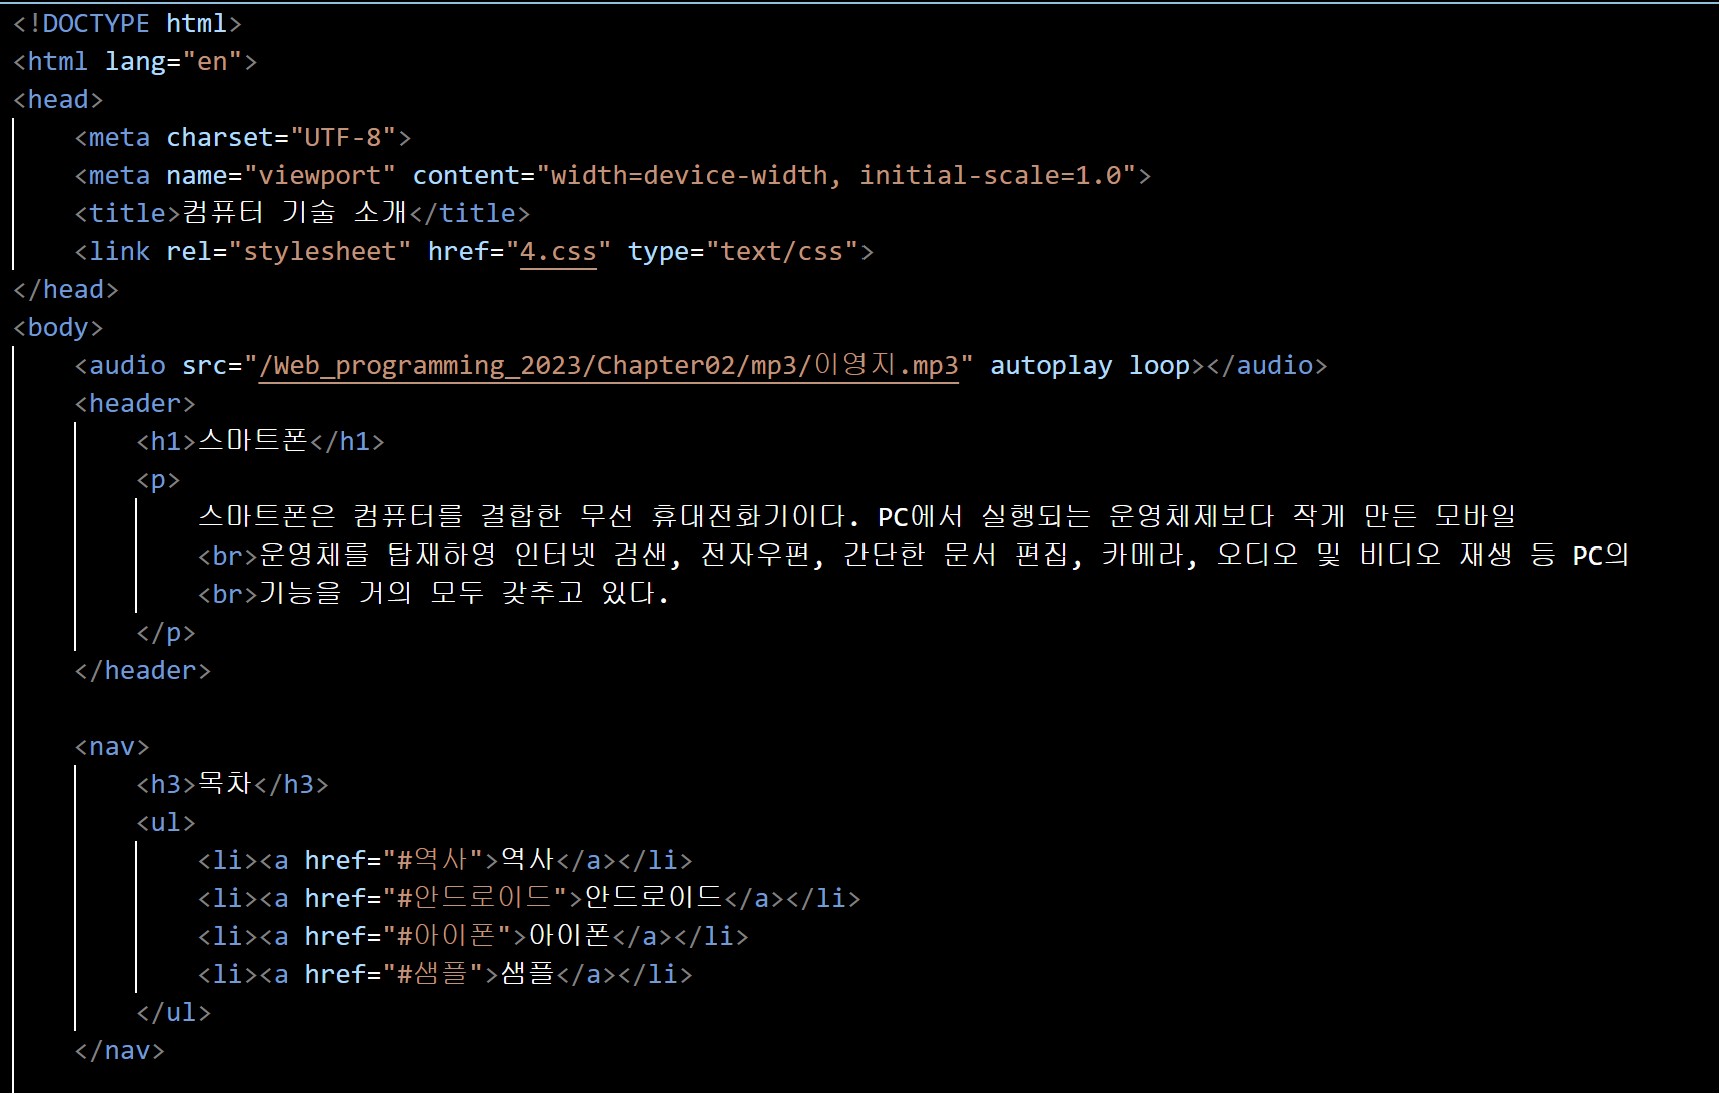 <!DOCTYPE html>
<html lang="en">
<head>
<meta charset="UTF-8">
<meta name="viewport" content="width=device-width, initial-scale=1.0">
<title>컴퓨터 기술 소개</title>
<link rel="stylesheet" href="4.css" type="text/css">
</head>
<body>
<audio src="/Web_programming_2023/Chapter02/mp3/이영지.mp3" autoplay loop></audio>
<header>
<h1>스마트폰</h1>
<p>
스마트폰은 컴퓨터를 결합한 무선 휴대전화기이다. PC에서 실행되는 운영체제보다 작게 만든 모바일
<br>운영체를 탑재하영 인터넷 검샌, 전자우편, 간단한 문서 편집, 카메라, 오디오 및 비디오 재생 등 PC의
<br>기능을 거의 모두 갖추고 있다.
</p>
</header>
<nav>
<h3>목차</h3>
<ul>
<li><a href="#역사">역사</a></li>
<li><a href="#안드로이드">안드로이드</a></li>
<li><a href="#아이폰">아이폰</a></li>
<li><a href="#샘플">샘플</a></li>
</ul>
</nav>